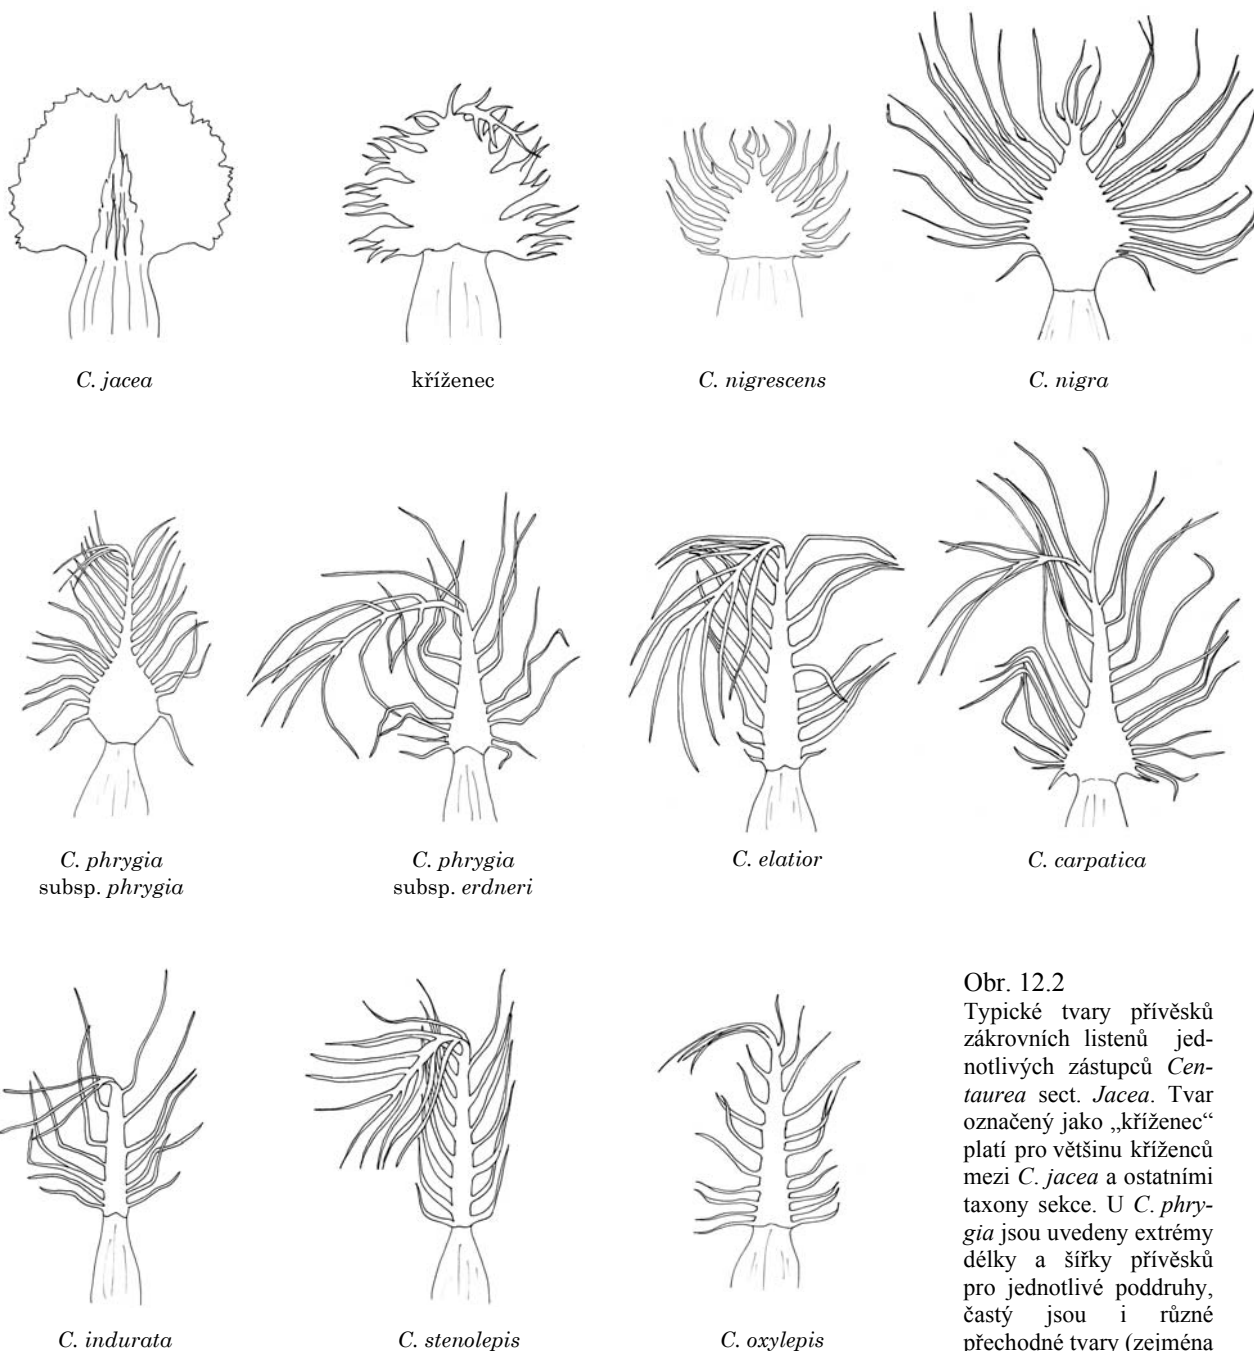 C. jacea
kříženec
C. nigrescens
C. nigra
C. phrygia
subsp. phrygia
C. phrygia
subsp. erdneri
C. elatior
C. carpatica
C. indurata
C. stenolepis
C. oxylepis
Obr. 12.2
Typické tvary přívěsků
zákrovních listenů jed-
notlivých zástupců Cen-
taurea sect. Jacea. Tvar
označený jako „kříženec“
platí pro většinu kříženců
mezi C. jacea a ostatními
taxony sekce. U C. phry-
gia jsou uvedeny extrémy
délky a šířky přívěsků
pro jednotlivé poddruhy,
častý jsou i různé
přechodné tvary (zejména